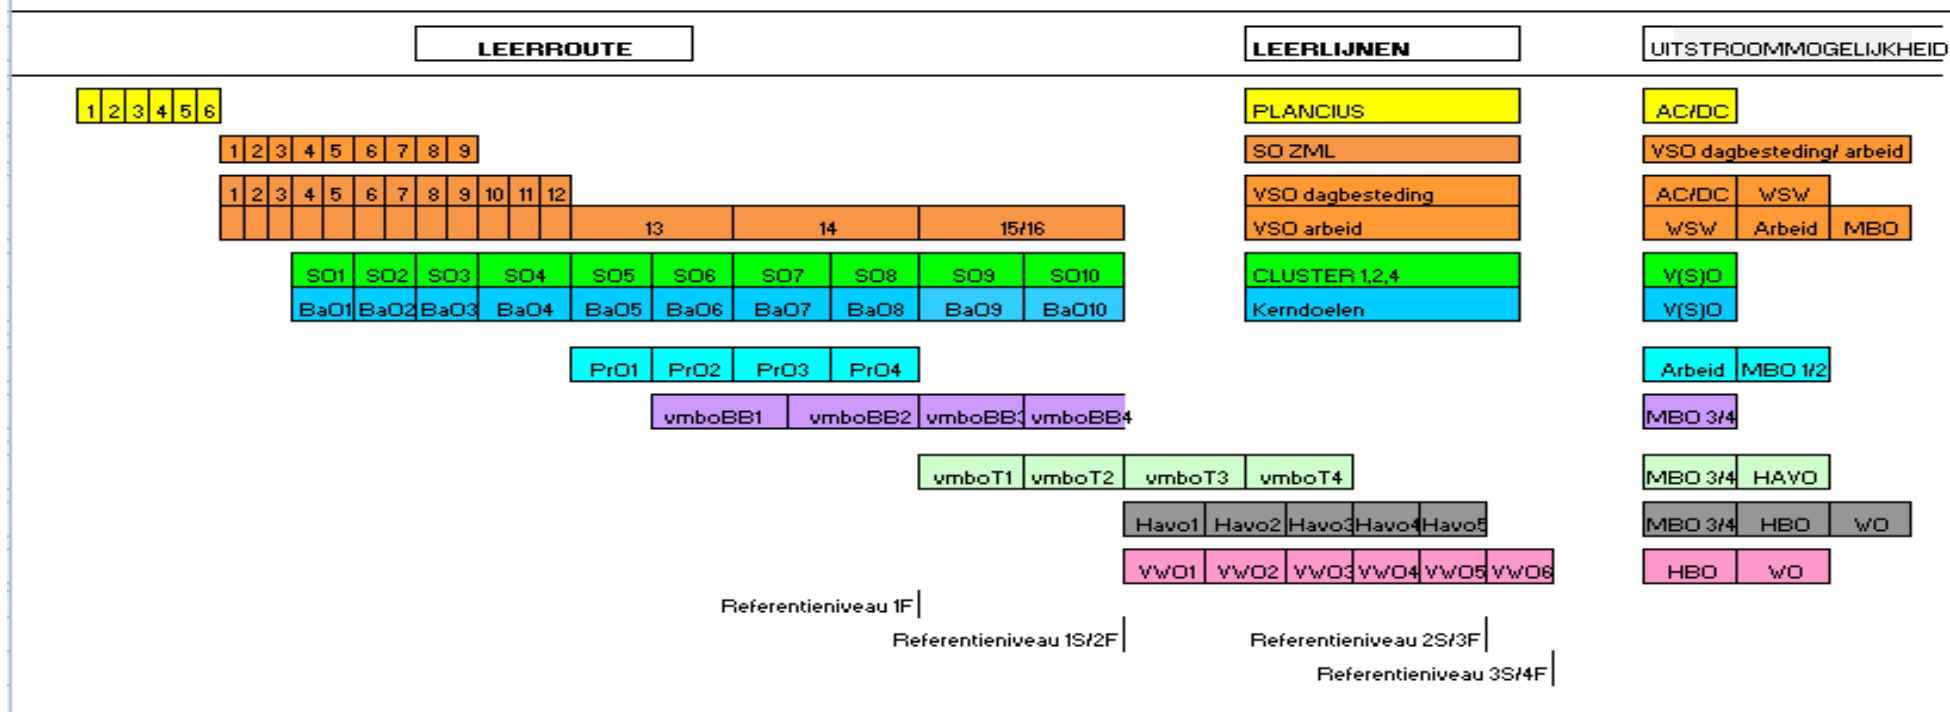 LEERROUTE LEERLIJNEN UITSTROOMMOGELIJKHEID
1 2 3 4 5 6 PLANCIUS AC/DC
1 2 3 4 5 6 7 8 9 SO ZML VSO dagbesteding/ arbeid
1 2 3 4 5 6 7 8 9 10 11 12 VSO dagbesteding AC/DC WSW
13 14 15/16 VSO arbeid WSW Arbeid MBO
SO1 SO2 SO3 SO4 SO5 SO6 SO7 SO8 SO9 SO10 CLUSTER 1,2,4 V(S)O
BaO1 BaO2 BaO3 BaO4 BaO5 BaO6 BaO7 BaO8 BaO9 BaO10 Kerndoelen V(S)O
PrO1 PrO2 PrO3 PrO4 Arbeid MBO 1/2
vmboBB1 vmboBB2 vmboBB3 vmboBB4 MBO 3/4
vmboT1 vmboT2 vmboT3 vmboT4 MBO 3/4 HAVO
Havo1 Havo2 Havo3 Havo4 Havo5 MBO 3/4 HBO WO
VWO1 VWO2 VWO3 VWO4 VWO5 VWO6 HBO WO
Referentieniveau 1F
Referentieniveau 1S/2F Referentieniveau 2S/3F
Referentieniveau 3S/4F